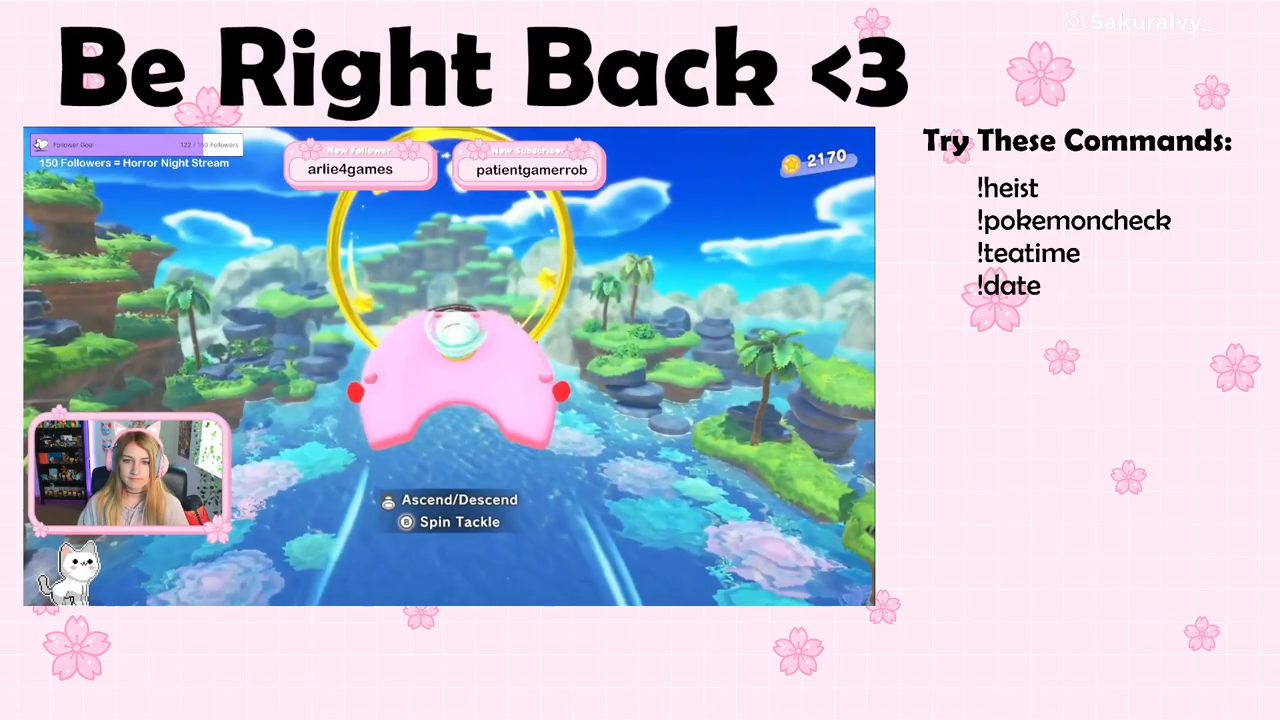 SakuraIvy_
Be Right Back <3
Follower Goal
122 / 150 Followers
150 Followers = Horror Night Stream
New Follower
arlie4games
New Subscriber
patientgamerrob
2170
Ascend/Descend
B Spin Tackle
Try These Commands:
!heist
!pokemoncheck
!teatime
!date